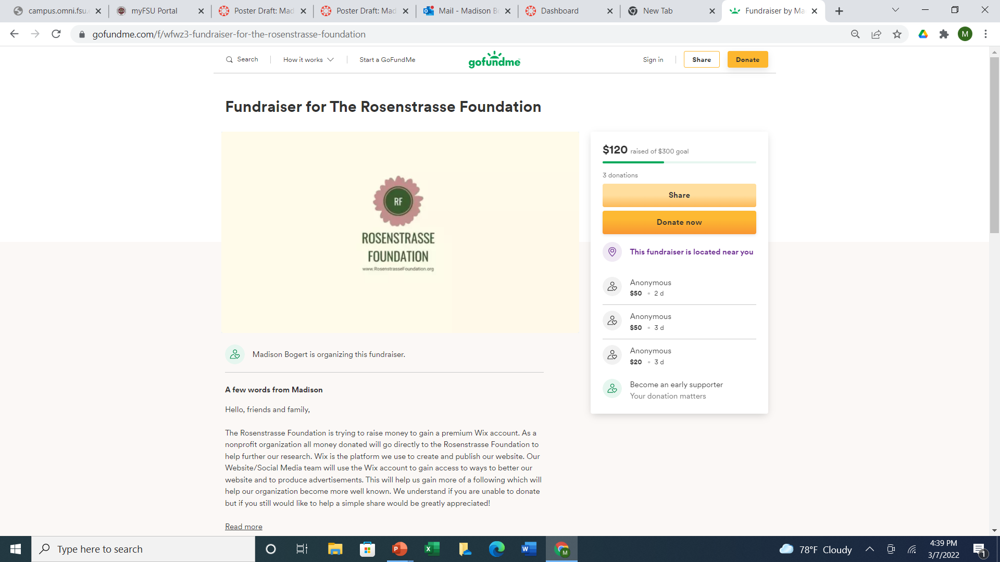 campus.omni.fsu.
myFSU Portal
Poster Draft: Mad
Poster Draft: Mad
Mail - Madison B
Dashboard
New Tab
Fundraiser by Ma
gofundme.com/f/wfwz3-fundraiser-for-the-rosenstrasse-foundation
M
Search
How it works
Start a GoFundMe
gofundme
Sign in
Share
Donate
Fundraiser for The Rosenstrasse Foundation
RF
ROSENSTRASSE
FOUNDATION
www.RosenstrasseFoundation.org
$120 raised of $300 goal
3 donations
Share
Donate now
This fundraiser is located near you
Anonymous
$50 • 2 d
Anonymous
$50 • 3 d
Anonymous
$20 • 3 d
Become an early supporter
Your donation matters
Madison Bogert is organizing this fundraiser.
A few words from Madison
Hello, friends and family,
The Rosenstrasse Foundation is trying to raise money to gain a premium Wix account. As a
nonprofit organization all money donated will go directly to the Rosenstrasse Foundation to
help further our research. Wix is the platform we use to create and publish our website. Our
Website/Social Media team will use the Wix account to gain access to ways to better our
website and to produce advertisements. This will help us gain more of a following which will
help our organization become more well known. We understand if you are unable to donate
but if you still would like to help a simple share would be greatly appreciated!
Read more
Type here to search
78°F Cloudy
4:39 PM
3/7/2022
1